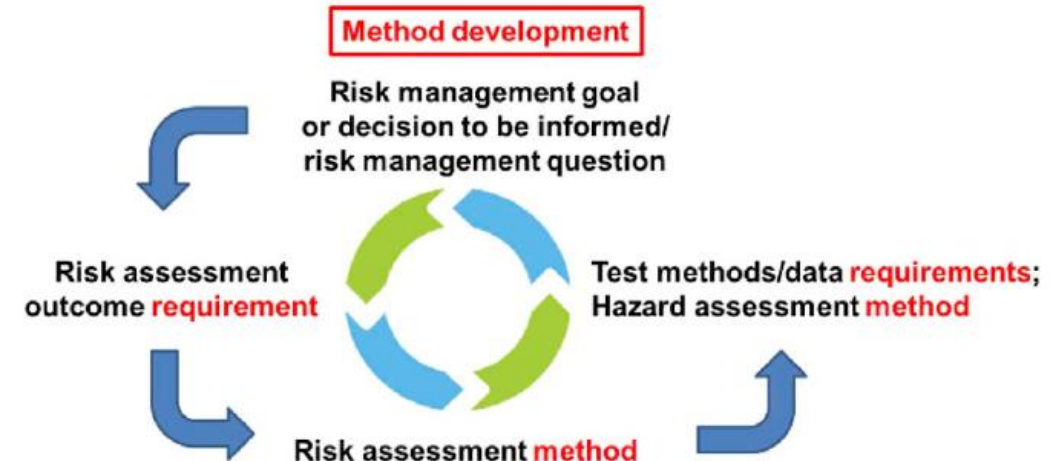 Method development
Risk management goal
or decision to be informed/
risk management question
Risk assessment
outcome requirement
Test methods/data requirements;
Hazard assessment method
Risk assessment method